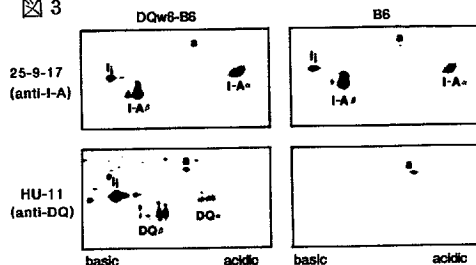 図 3
DQw6-B6 B6
25-9-17
(anti-I-A)
a
Ii
I-Aβ
I-Aα
a
Ii
I-Aβ
I-Aα
HU-11
(anti-DQ)
a
Ii
DQβ
DQα
a
basic acidic basic acidic